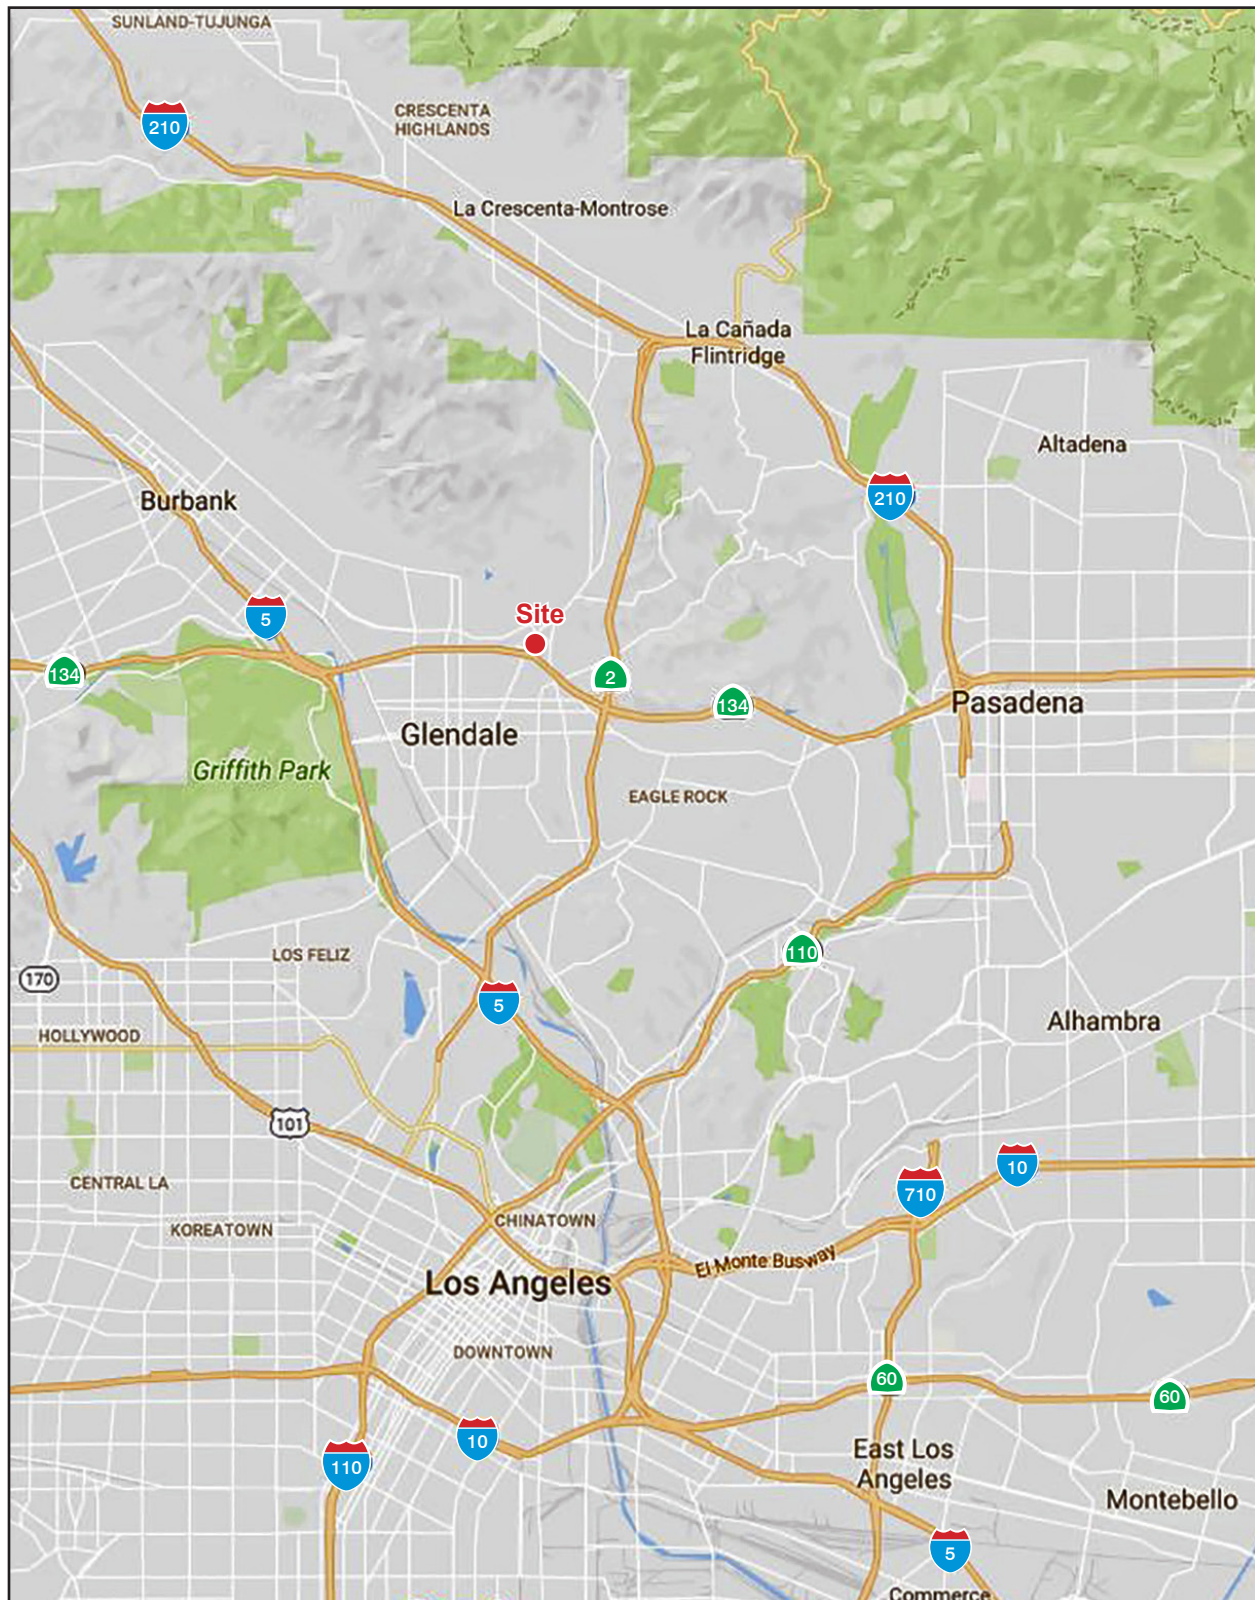 SUNLAND-TUJUNGA
CRESCENTA
HIGHLANDS
210
La Crescenta-Montrose
La Cañada
Flintridge
Altadena
210
Burbank
5
Site
134
2
134
Pasadena
Glendale
Griffith Park
EAGLE ROCK
110
LOS FELIZ
170
5
HOLLYWOOD
Alhambra
101
10
CENTRAL LA
710
KOREATOWN
CHINATOWN
El Monte Busway
Los Angeles
DOWNTOWN
60
60
10
East Los
Angeles
110
Montebello
5
Commerce